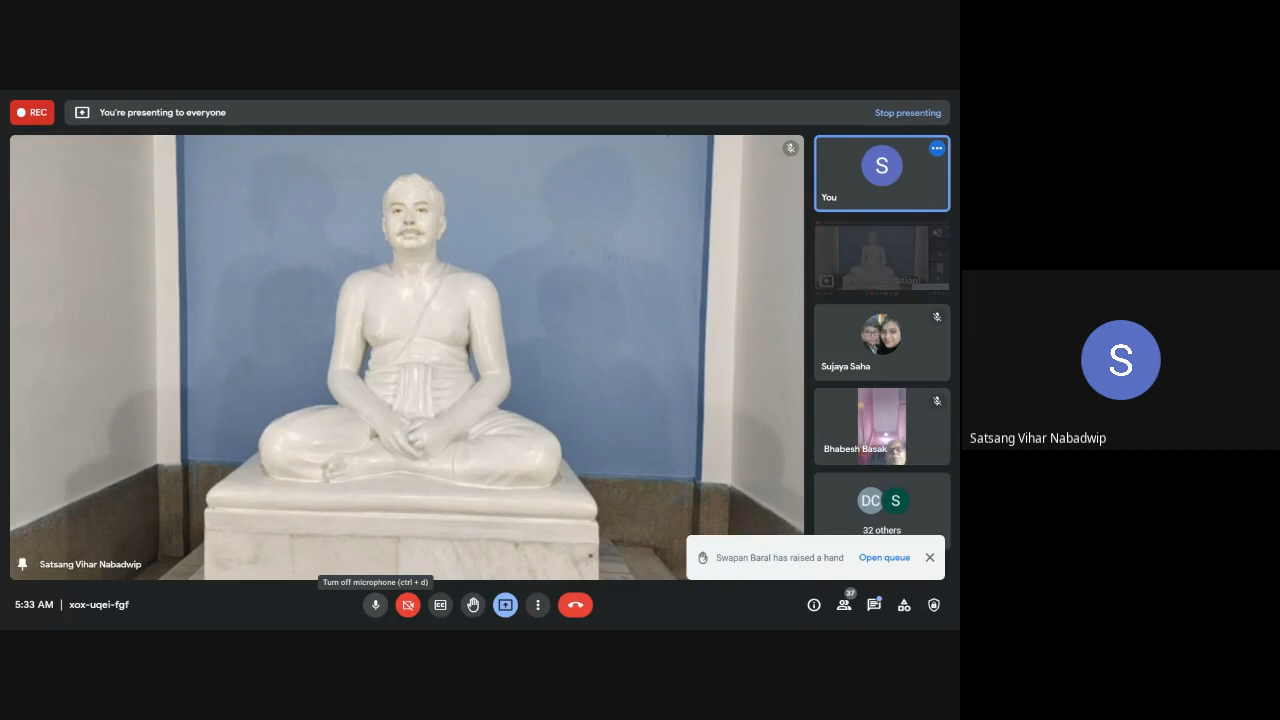 REC
You're presenting to everyone
Stop presenting
S
You
Sujaya Saha
Bhabesh Basak
DC
S
32 others
Swapan Baral has raised a hand
Open queue
Satsang Vihar Nabadwip
Turn off microphone (ctrl + d)
5:33 AM | xox-uqei-fgf
37
S
Satsang Vihar Nabadwip